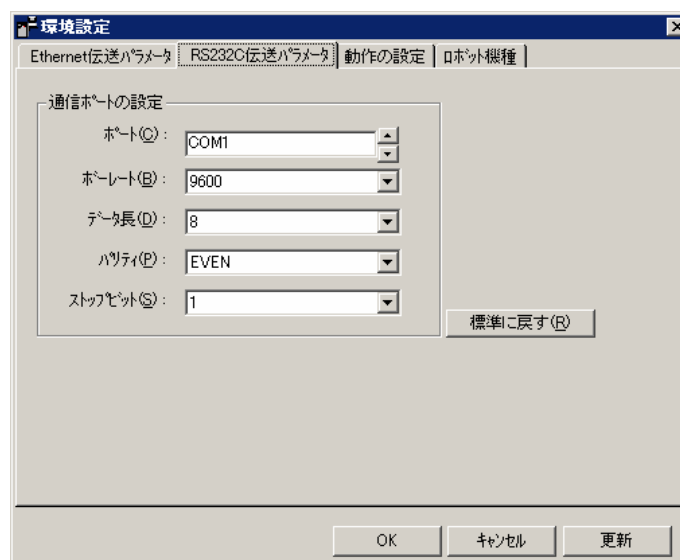 環境設定
Ethernet伝送ﾊﾟﾗﾒｰﾀ RS232C伝送ﾊﾟﾗﾒｰﾀ 動作の設定 ﾛﾎﾞｯﾄ機種
通信ﾎﾟｰﾄの設定
ﾎﾟｰﾄ(C) : COM1
ﾎﾞｰﾚｰﾄ(B) : 9600
ﾃﾞｰﾀ長(D) : 8
ﾊﾟﾘﾃｨ(P) : EVEN
ｽﾄｯﾌﾟﾋﾞｯﾄ(S) : 1
標準に戻す(R)
OK ｷｬﾝｾﾙ 更新